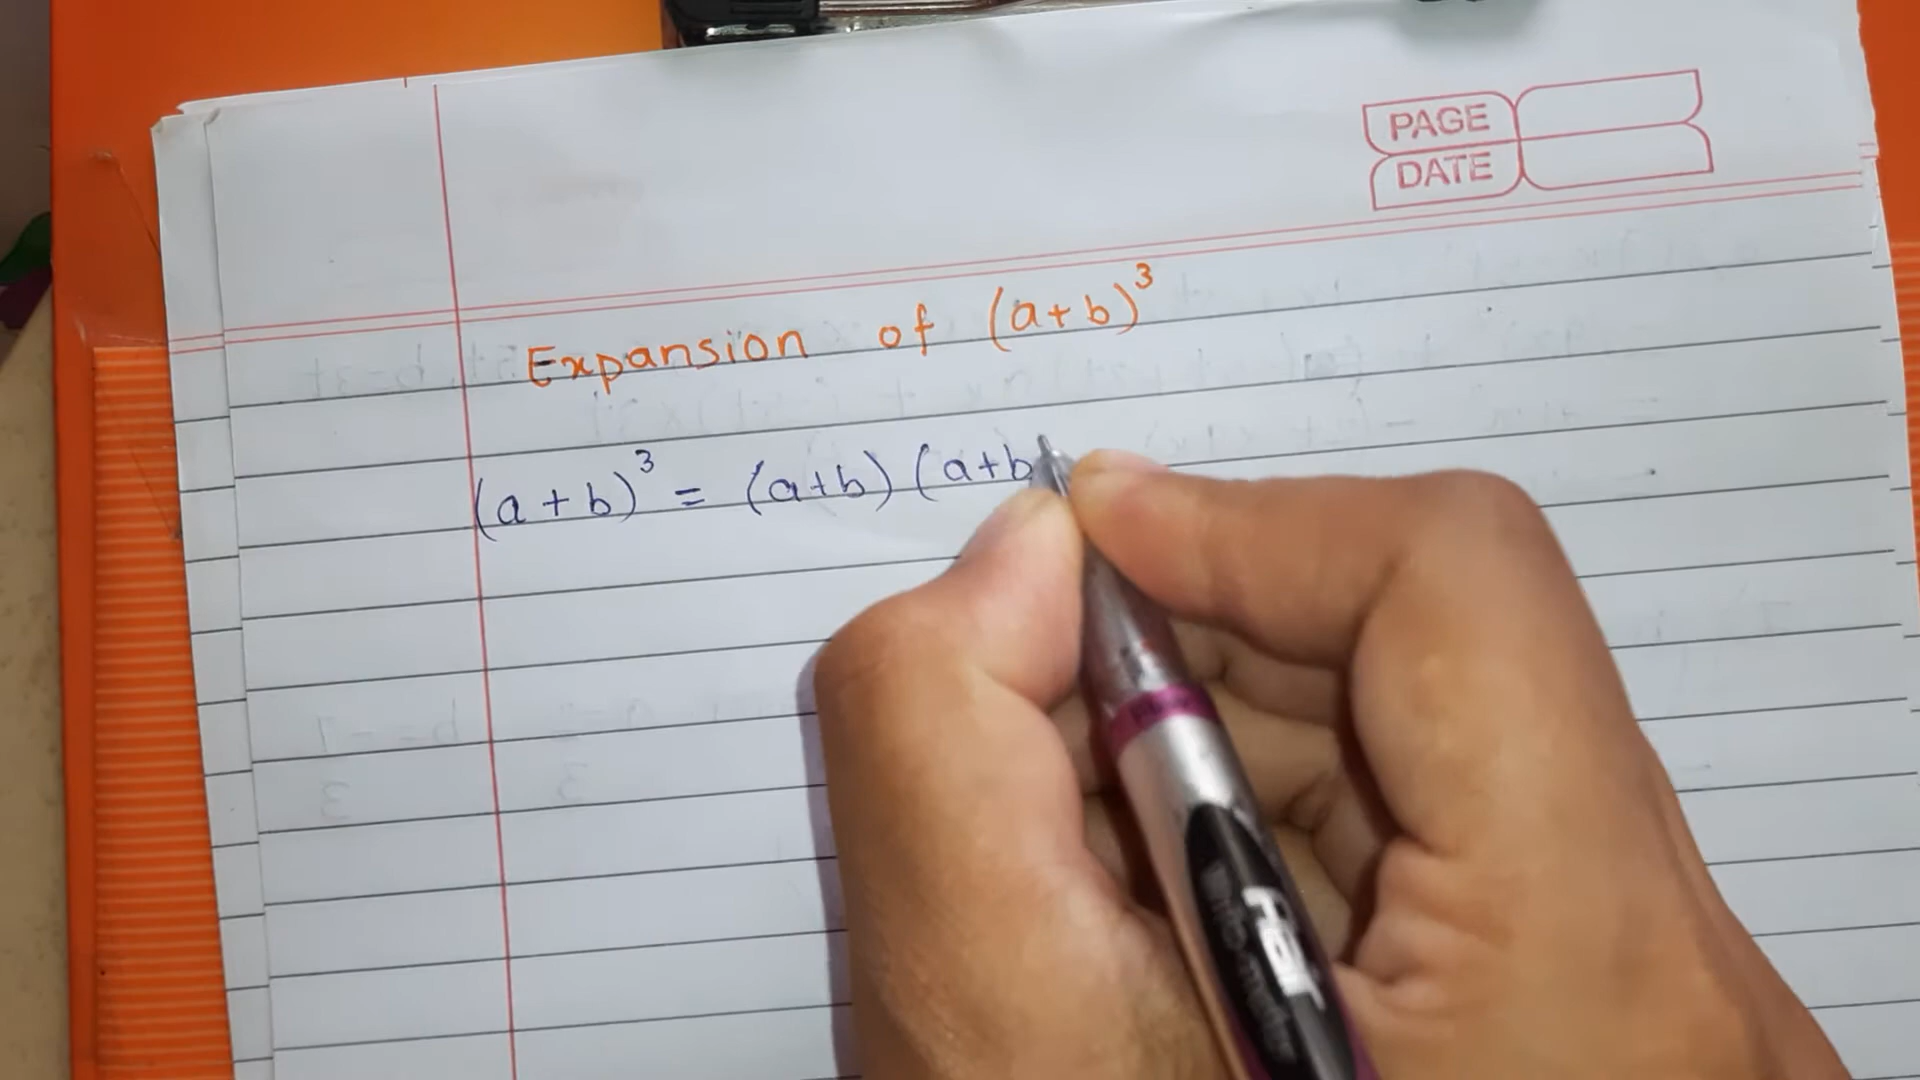 PAGE
DATE
Expansion of (a+b)³
(a+b)³ = (a+b) (a+b